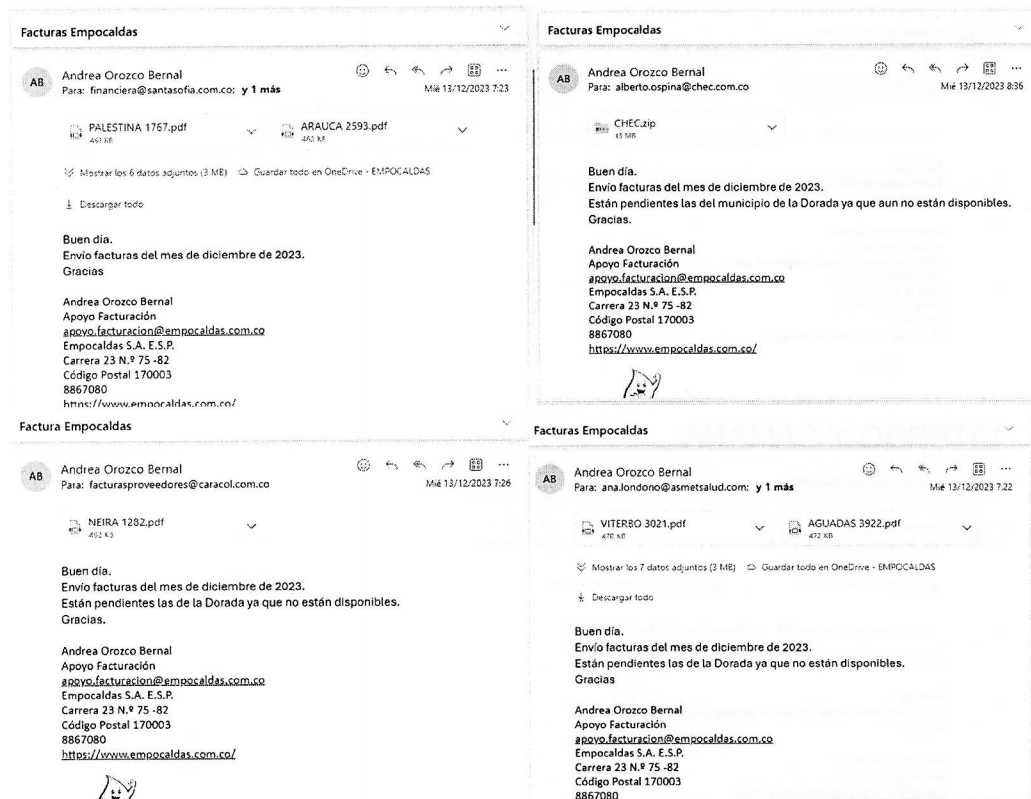 Facturas Empocaldas
AB
Andrea Orozco Bernal
Para: financiera@santasofia.com.co; y 1 más
Mié 13/12/2023 7:23
PALESTINA 1767.pdf
461 KB
ARAUCA 2593.pdf
462 KB
Mostrar los 6 datos adjuntos (3 MB)
Guardar todo en OneDrive - EMPOCALDAS
Descargar todo
Buen día.
Envío facturas del mes de diciembre de 2023.
Gracias
Andrea Orozco Bernal
Apoyo Facturación
apoyo.facturacion@empocaldas.com.co
Empocaldas S.A. E.S.P.
Carrera 23 N.º 75 -82
Código Postal 170003
8867080
https://www.empocaldas.com.co/
Facturas Empocaldas
AB
Andrea Orozco Bernal
Para: alberto.ospina@chec.com.co
Mié 13/12/2023 8:36
CHEC.zip
13 MB
Buen día.
Envío facturas del mes de diciembre de 2023.
Están pendientes las del municipio de la Dorada ya que aun no están disponibles.
Gracias.
Andrea Orozco Bernal
Apoyo Facturación
apoyo.facturacion@empocaldas.com.co
Empocaldas S.A. E.S.P.
Carrera 23 N.º 75 -82
Código Postal 170003
8867080
https://www.empocaldas.com.co/
Factura Empocaldas
AB
Andrea Orozco Bernal
Para: facturasproveedores@caracol.com.co
Mié 13/12/2023 7:26
NEIRA 1282.pdf
462 KB
Buen día.
Envío facturas del mes de diciembre de 2023.
Están pendientes las de la Dorada ya que no están disponibles.
Gracias.
Andrea Orozco Bernal
Apoyo Facturación
apoyo.facturacion@empocaldas.com.co
Empocaldas S.A. E.S.P.
Carrera 23 N.º 75 -82
Código Postal 170003
8867080
https://www.empocaldas.com.co/
Facturas Empocaldas
AB
Andrea Orozco Bernal
Para: ana.londono@asmetsalud.com; y 1 más
Mié 13/12/2023 7:22
VITERBO 3021.pdf
470 KB
AGUADAS 3922.pdf
472 KB
Mostrar los 7 datos adjuntos (3 MB)
Guardar todo en OneDrive - EMPOCALDAS
Descargar todo
Buen día.
Envío facturas del mes de diciembre de 2023.
Están pendientes las de la Dorada ya que no están disponibles.
Gracias
Andrea Orozco Bernal
Apoyo Facturación
apoyo.facturacion@empocaldas.com.co
Empocaldas S.A. E.S.P.
Carrera 23 N.º 75 -82
Código Postal 170003
8867080